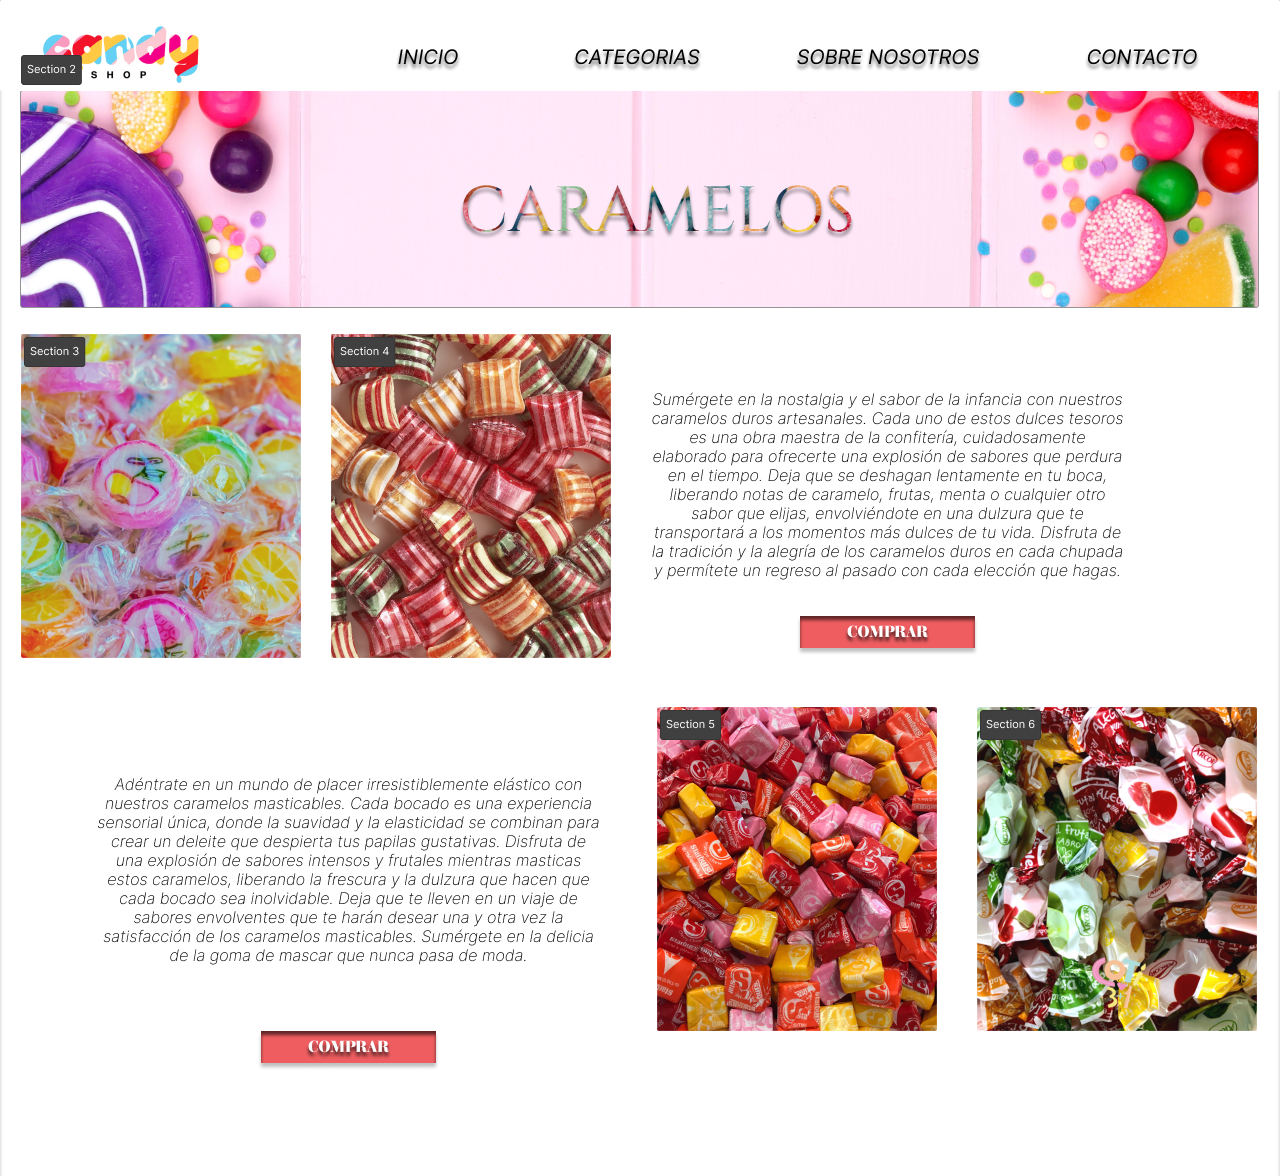 candy
SHOP
Section 2
INICIO
CATEGORIAS
SOBRE NOSOTROS
CONTACTO
CARAMELOS
Section 3
Section 4
Sumérgete en la nostalgia y el sabor de la infancia con nuestros
caramelos duros artesanales. Cada uno de estos dulces tesoros
es una obra maestra de la confitería, cuidadosamente
elaborado para ofrecerte una explosión de sabores que perdura
en el tiempo. Deja que se deshagan lentamente en tu boca,
liberando notas de caramelo, frutas, menta o cualquier otro
sabor que elijas, envolviéndote en una dulzura que te
transportará a los momentos más dulces de tu vida. Disfruta de
la tradición y la alegría de los caramelos duros en cada chupada
y permítete un regreso al pasado con cada elección que hagas.
COMPRAR
Section 5
Section 6
Adéntrate en un mundo de placer irresistiblemente elástico con
nuestros caramelos masticables. Cada bocado es una experiencia
sensorial única, donde la suavidad y la elasticidad se combinan para
crear un deleite que despierta tus papilas gustativas. Disfruta de
una explosión de sabores intensos y frutales mientras masticas
estos caramelos, liberando la frescura y la dulzura que hacen que
cada bocado sea inolvidable. Deja que te lleven en un viaje de
sabores envolventes que te harán desear una y otra vez la
satisfacción de los caramelos masticables. Sumérgete en la delicia
de la goma de mascar que nunca pasa de moda.
COMPRAR